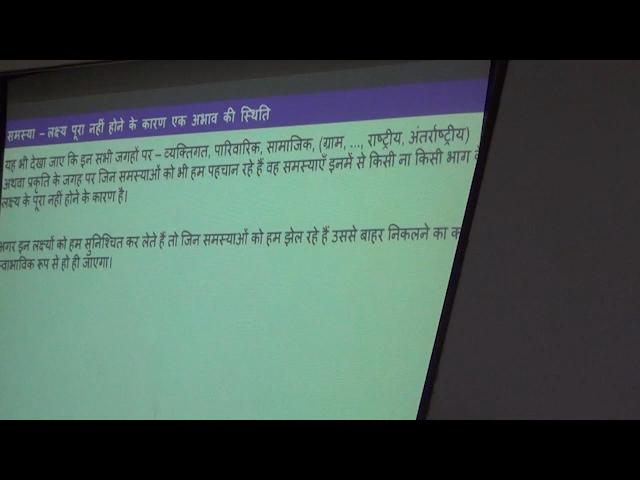 समस्या – लक्ष्य पूरा नहीं होने के कारण एक अभाव की स्थिति
यह भी देखा जाए कि इन सभी जगहों पर – व्यक्तिगत, पारिवारिक, सामाजिक, (ग्राम, ..., राष्ट्रीय, अंतर्राष्ट्रीय)
अथवा प्रकृति के जगह पर जिन समस्याओं को भी हम पहचान रहे हैं वह समस्याएँ इनमें से किसी ना किसी भाग के
लक्ष्य के पूरा नहीं होने के कारण है।
अगर इन लक्ष्यों को हम सुनिश्चित कर लेते हैं तो जिन समस्याओं को हम झेल रहे हैं उससे बाहर निकलने का
स्वाभाविक रूप से हो ही जाएगा।